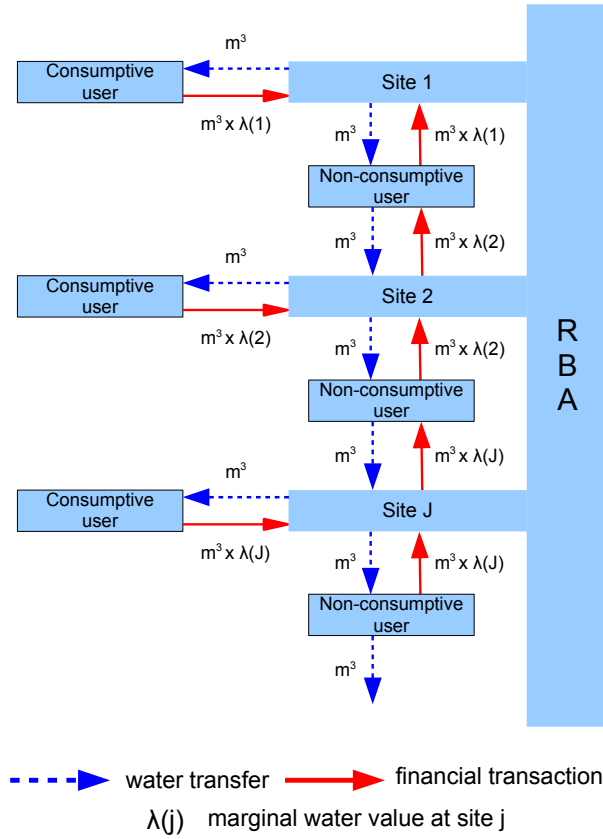 m³
Consumptive
user
Site 1
m³ x λ(1)
m³
m³ x λ(1)
Non-consumptive
user
m³
m³ x λ(2)
m³
Consumptive
user
Site 2
m³ x λ(2)
m³
m³ x λ(2)
Non-consumptive
user
m³
m³ x λ(J)
m³
Consumptive
user
Site J
m³ x λ(J)
m³
m³ x λ(J)
Non-consumptive
user
m³
R
B
A
water transfer
financial transaction
λ(j) marginal water value at site j